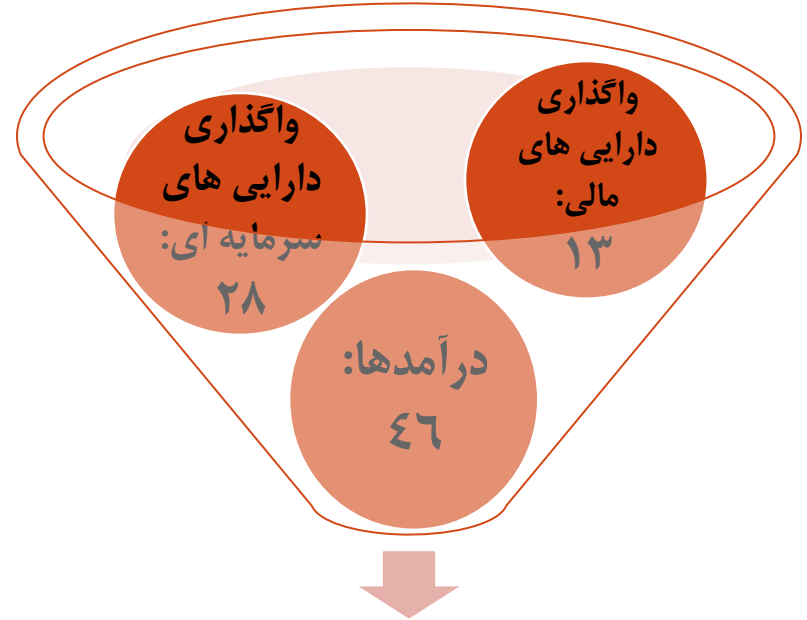 واگذاری
دارایی های
مالی:
۱۳
واگذاری
دارایی های
سرمایه ای:
۲۸
درآمدها:
٤٦